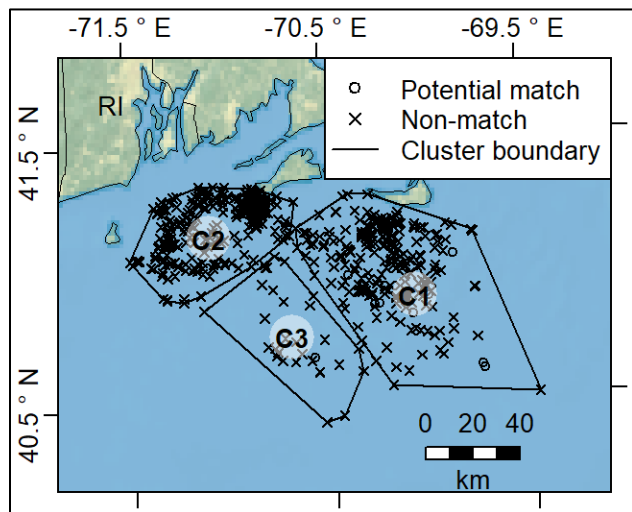 -71.5 ° E -70.5 ° E -69.5 ° E
RI
Potential match
Non-match
Cluster boundary
41.5 ° N
C2
C1
C3
40.5 ° N
0 20 40
km